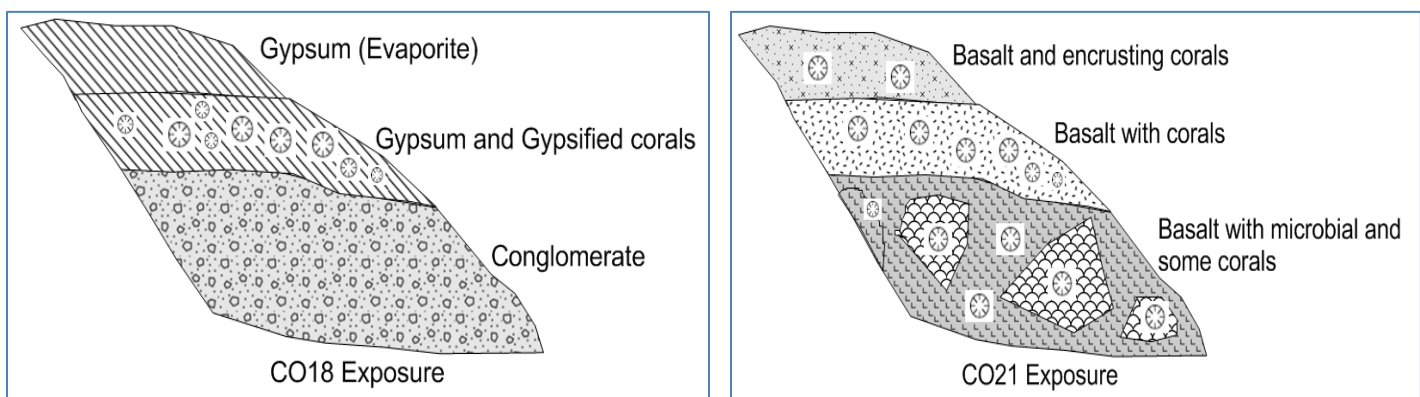 Gypsum (Evaporite)
Gypsum and Gypsified corals
Conglomerate
CO18 Exposure
Basalt and encrusting corals
Basalt with corals
Basalt with microbial and
some corals
CO21 Exposure